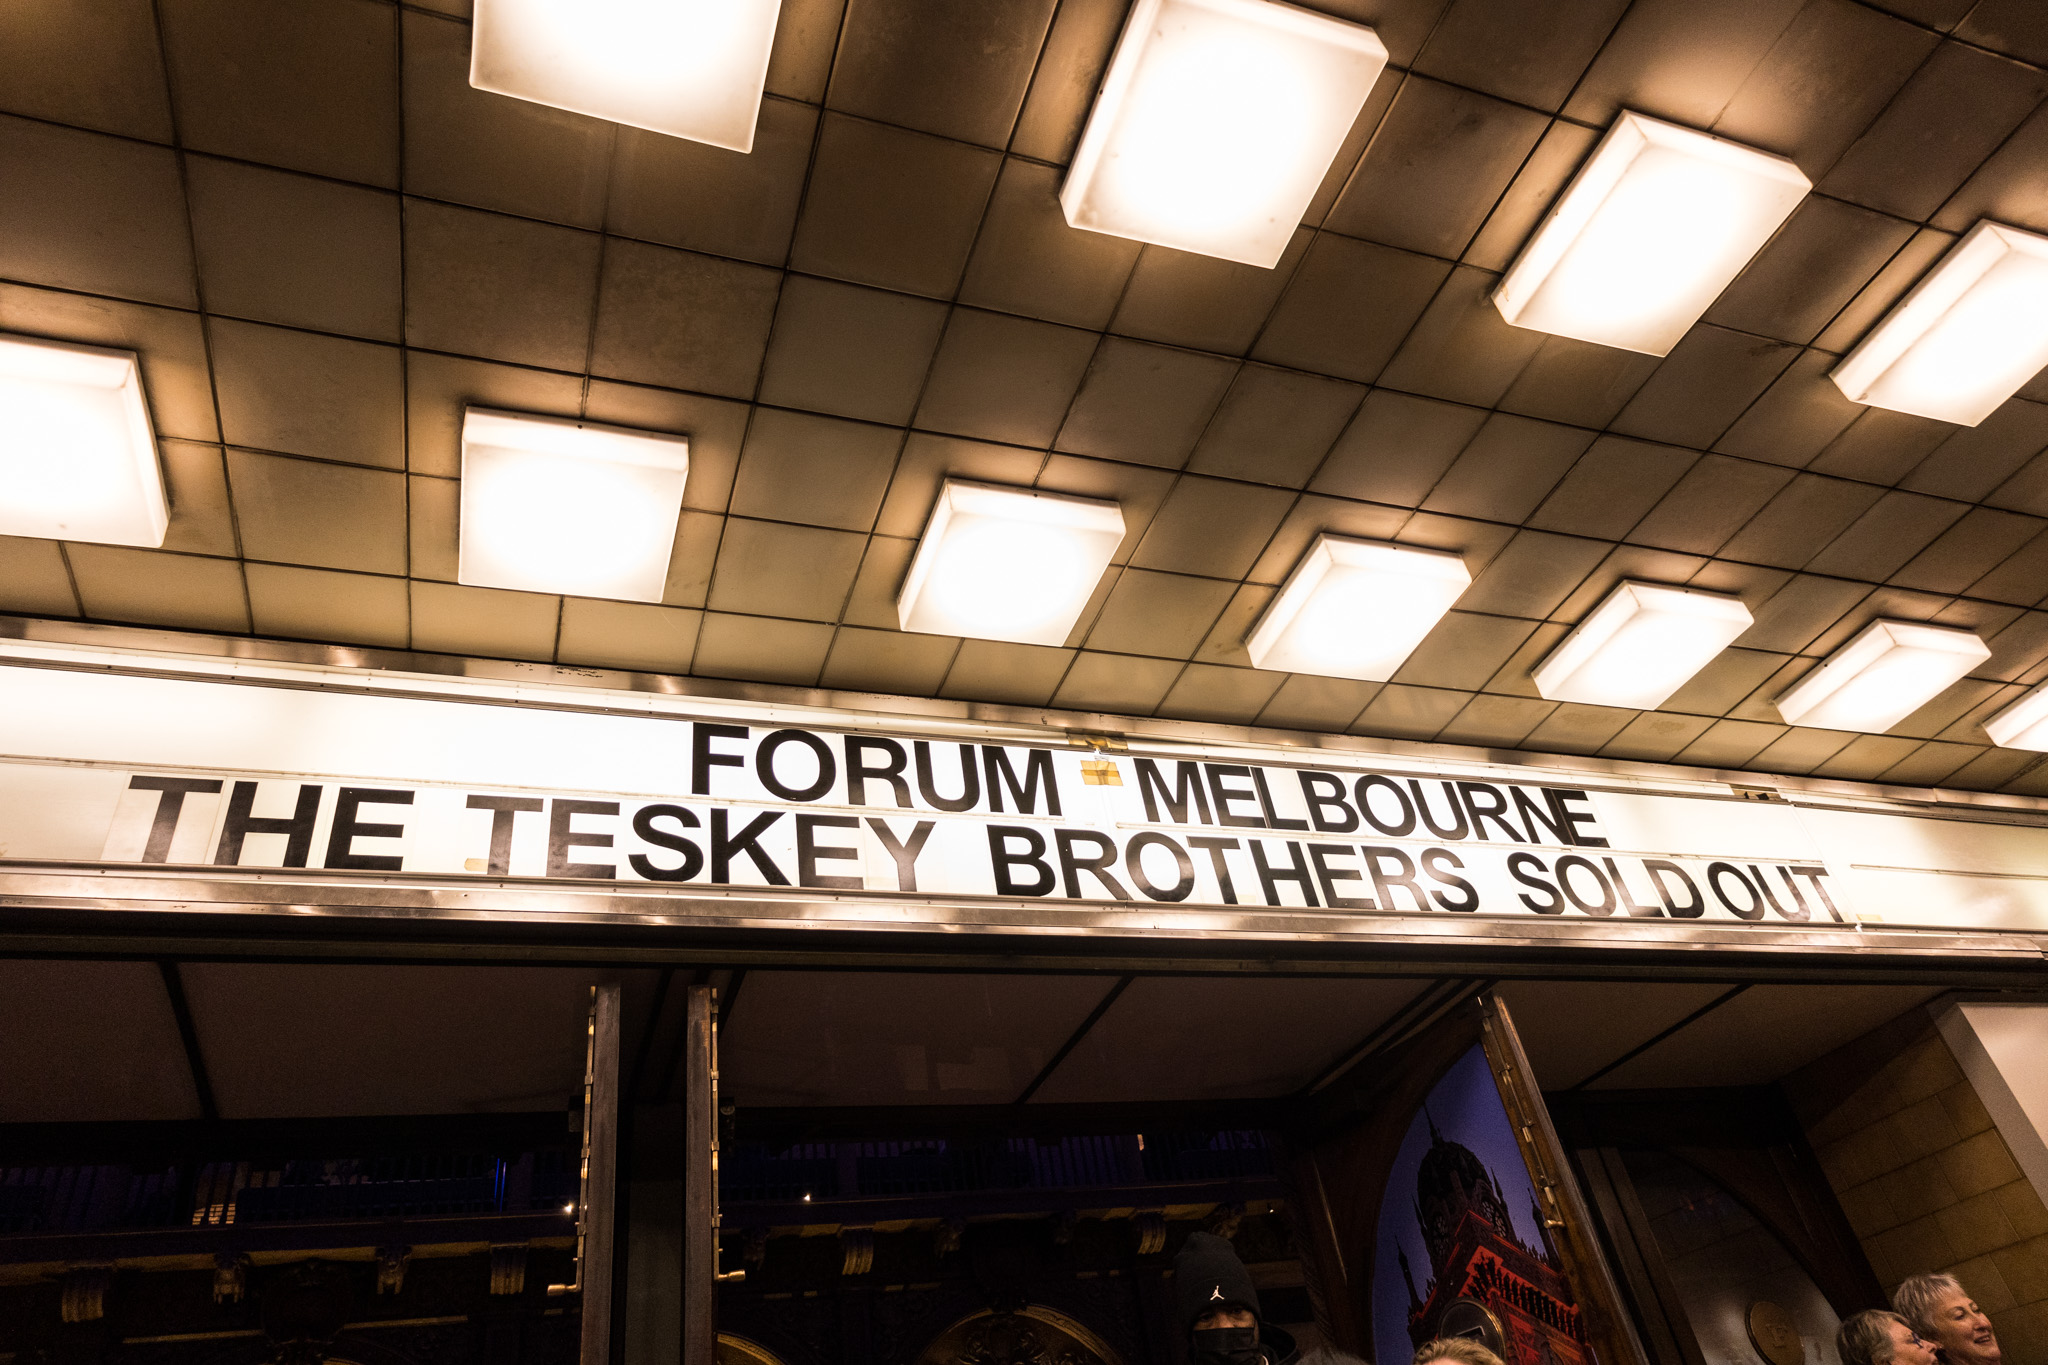 FORUM MELBOURNE
THE TESKEY BROTHERS SOLD OUT